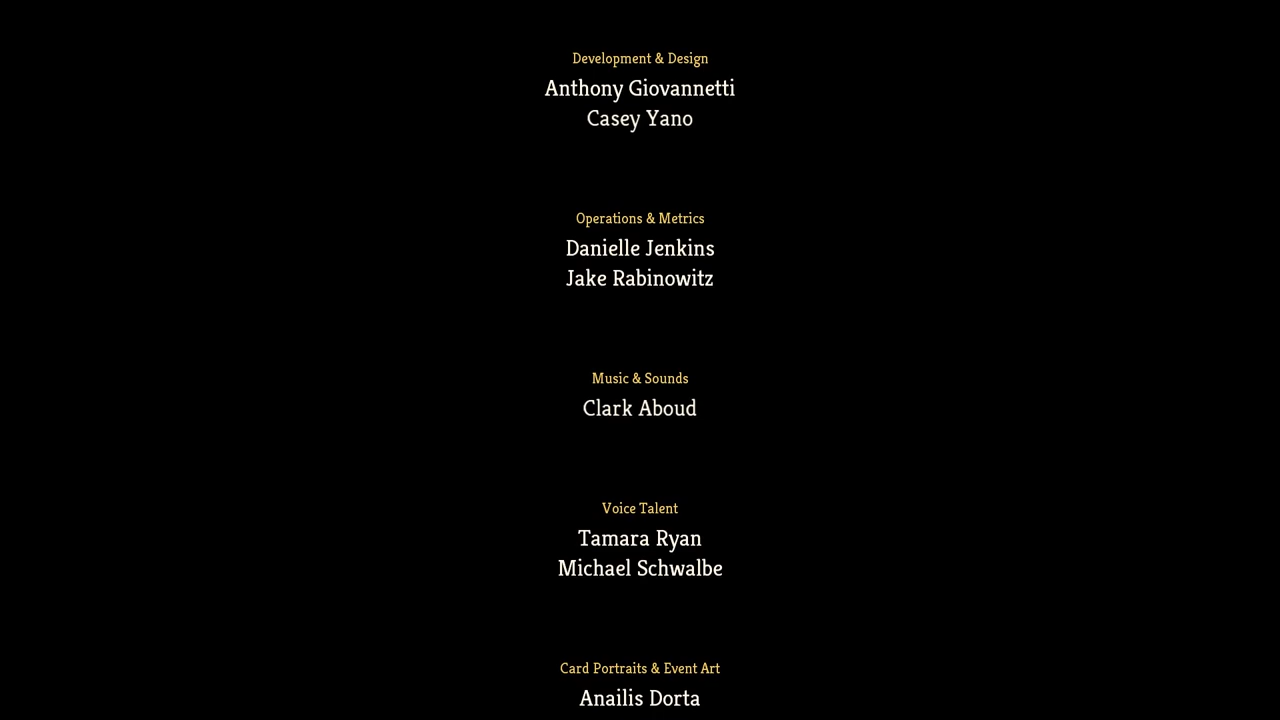 Development & Design
Anthony Giovannetti
Casey Yano
Operations & Metrics
Danielle Jenkins
Jake Rabinowitz
Music & Sounds
Clark Aboud
Voice Talent
Tamara Ryan
Michael Schwalbe
Card Portraits & Event Art
Anailis Dorta